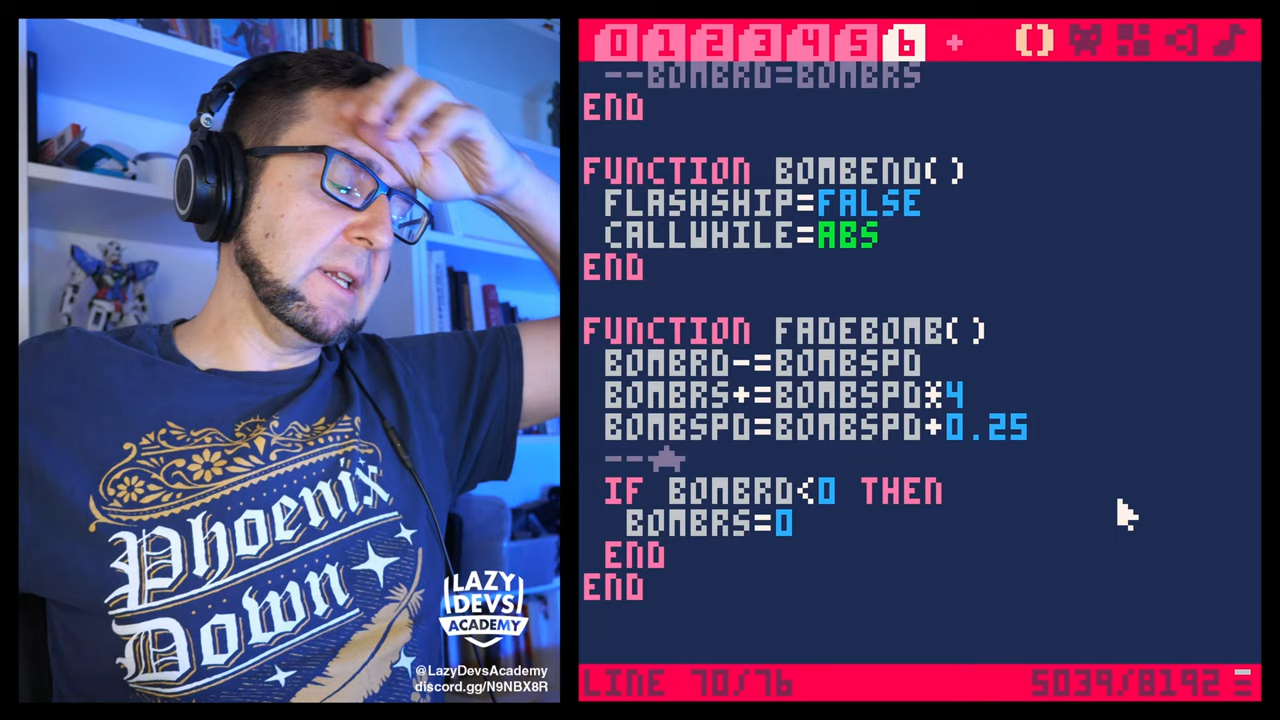 Phoenix
Down
LAZY
DEVS
ACADEMY
@LazyDevsAcademy
discord.gg/N9NBX8R
0 1 2 3 4 5 6 +
--BOMBRD=BOMBRS
END
FUNCTION BOMBEND()
FLASHSHIP=FALSE
CALLWHILE=ABS
END
FUNCTION FADEBOMB()
BOMBRD-=BOMBSPD
BOMBRS+=BOMBSPD*4
BOMBSPD=BOMBSPD+0.25
--
IF BOMBRD<0 THEN
BOMBRS=0
END
END
LINE 70/76
5039/8192